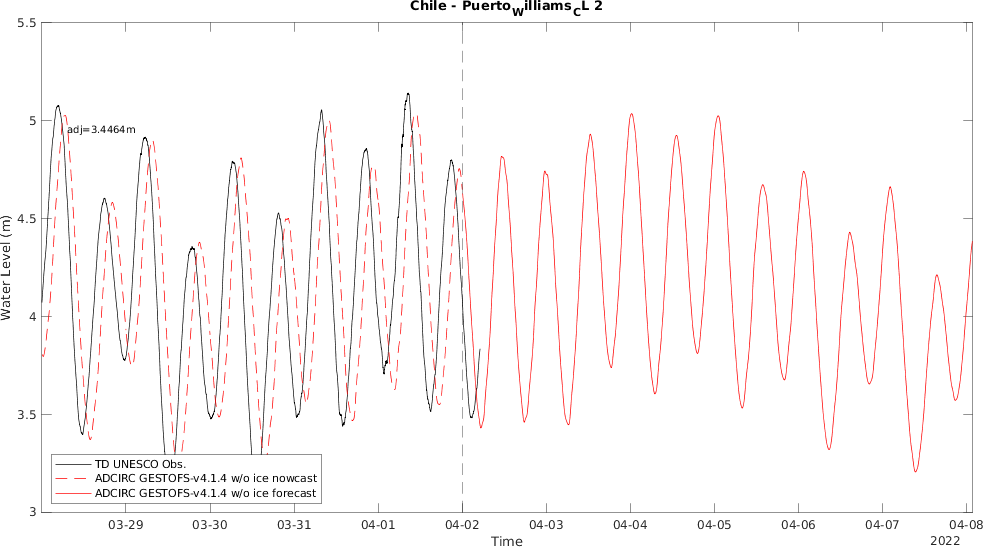 Chile - Puerto_Williams_CL 2
5.5
5
4.5
4
3.5
3
Water Level (m)
adj=3.4464m
TD UNESCO Obs.
ADCIRC GESTOFS-v4.1.4 w/o ice nowcast
ADCIRC GESTOFS-v4.1.4 w/o ice forecast
03-29 03-30 03-31 04-01 04-02 04-03 04-04 04-05 04-06 04-07 04-08
Time
2022